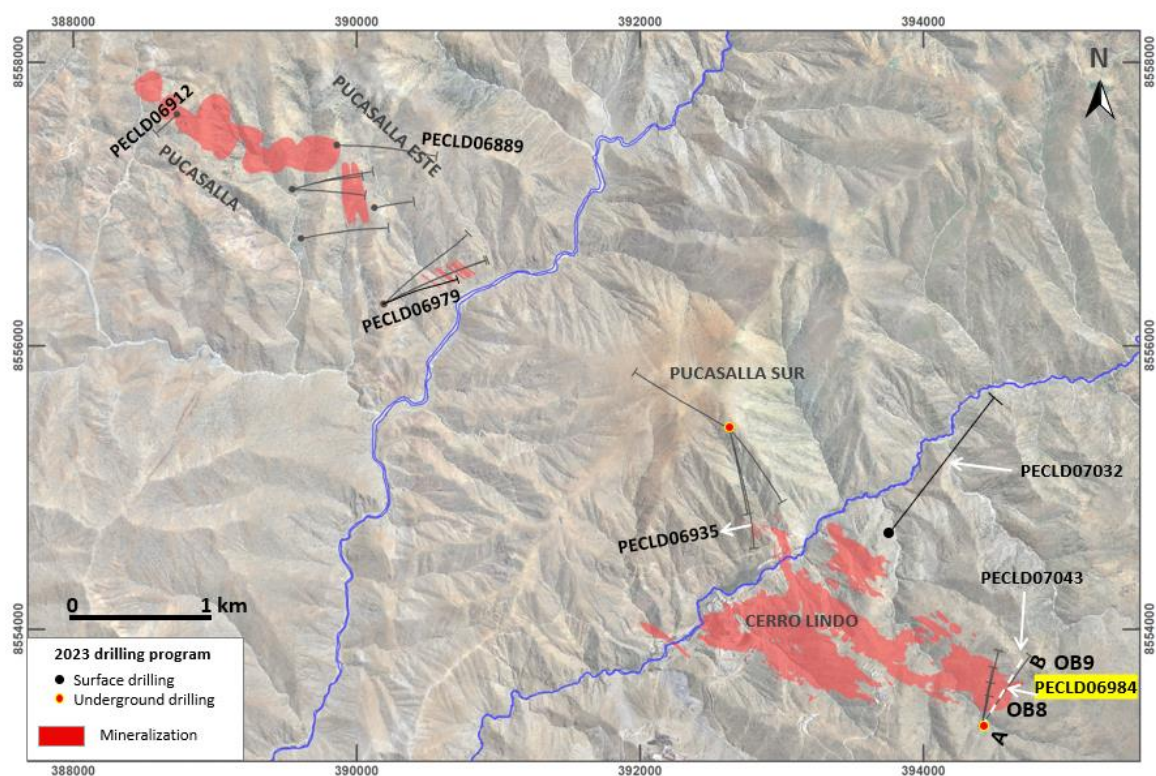 388000
390000
392000
394000
8558000
8558000
N
PECLD06912
PUCASALLA ESTE
PECLD06889
PUCASALLA
PECLD06979
8556000
8556000
PUCASALLA SUR
PECLD07032
PECLD06935
PECLD07043
0 1 km
CERRO LINDO
8554000
8554000
B OB9
PECLD06984
OB8
A
2023 drilling program
Surface drilling
Underground drilling
Mineralization
388000
390000
392000
394000